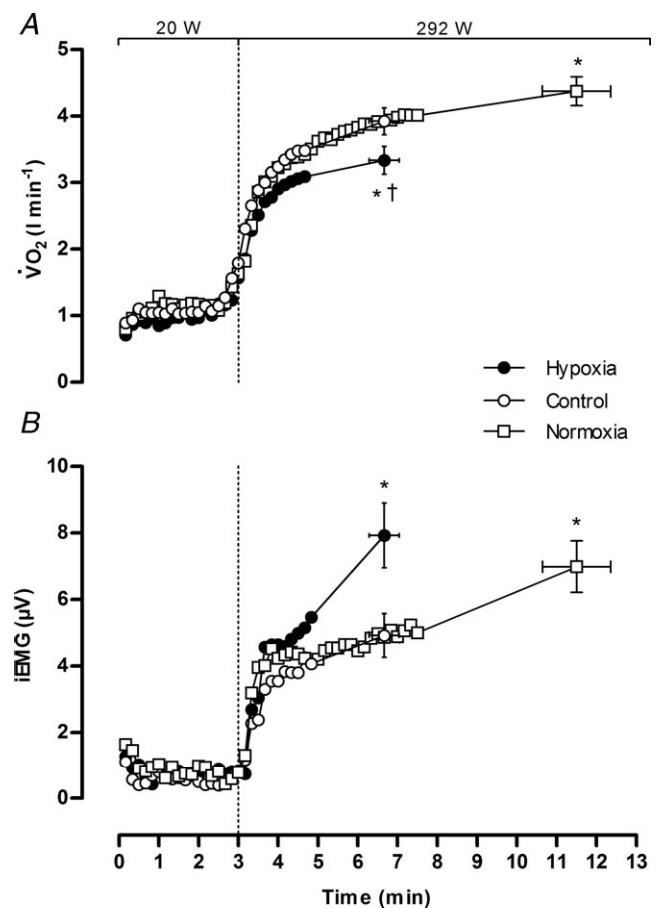 A
20 W 292 W
5
*
4
3
* †
2
1
0
V̇O₂ (l min⁻¹)
Hypoxia
Control
Normoxia
B
10
*
*
8
6
4
2
0
iEMG (µV)
0 1 2 3 4 5 6 7 8 9 10 11 12 13
Time (min)